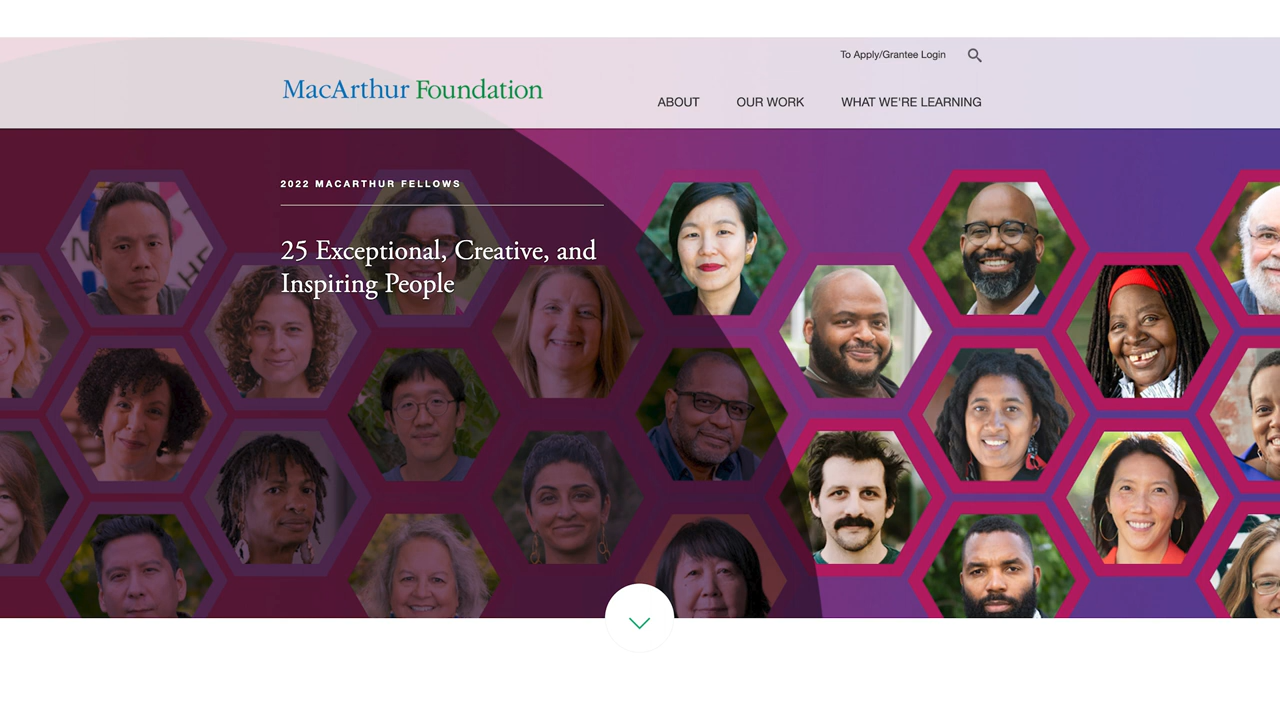 To Apply/Grantee Login
MacArthur Foundation
ABOUT OUR WORK WHAT WE'RE LEARNING
2022 MACARTHUR FELLOWS
25 Exceptional, Creative, and
Inspiring People